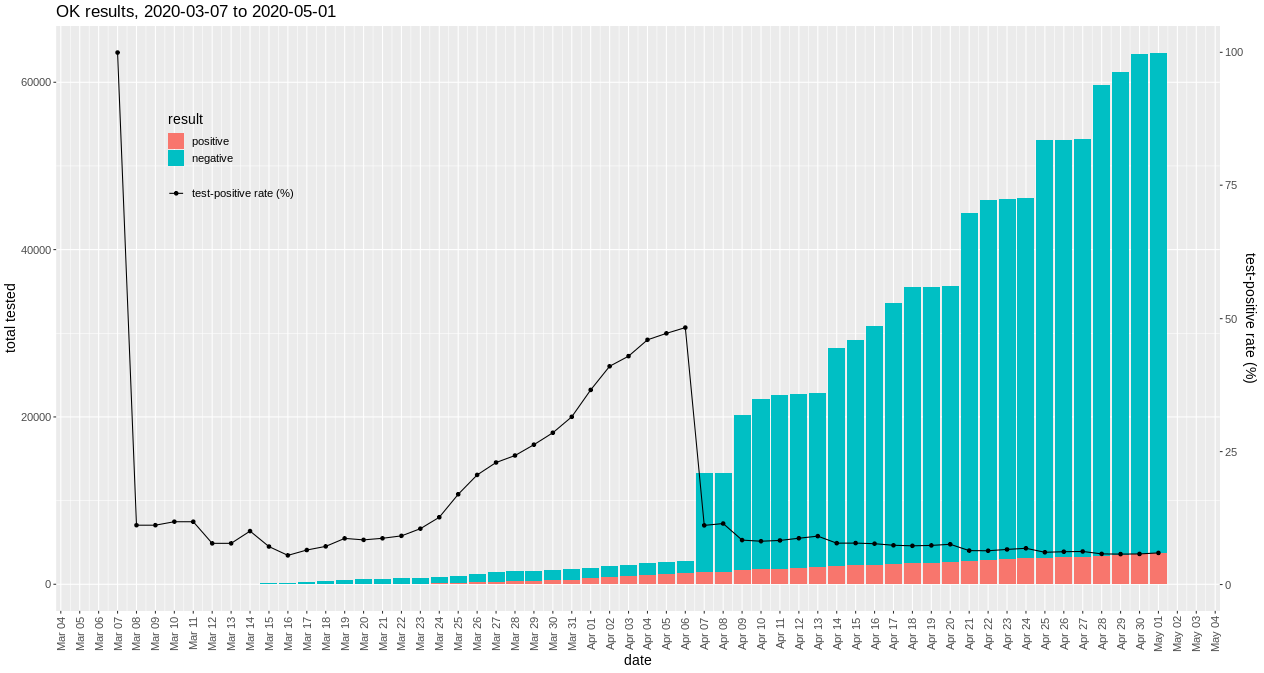 OK results, 2020-03-07 to 2020-05-01
total tested
60000
40000
20000
0
result
positive
negative
test-positive rate (%)
100
75
50
25
0
test-positive rate (%)
Mar 04
Mar 05
Mar 06
Mar 07
Mar 08
Mar 09
Mar 10
Mar 11
Mar 12
Mar 13
Mar 14
Mar 15
Mar 16
Mar 17
Mar 18
Mar 19
Mar 20
Mar 21
Mar 22
Mar 23
Mar 24
Mar 25
Mar 26
Mar 27
Mar 28
Mar 29
Mar 30
Mar 31
Apr 01
Apr 02
Apr 03
Apr 04
Apr 05
Apr 06
Apr 07
Apr 08
Apr 09
Apr 10
Apr 11
Apr 12
Apr 13
Apr 14
Apr 15
Apr 16
Apr 17
Apr 18
Apr 19
Apr 20
Apr 21
Apr 22
Apr 23
Apr 24
Apr 25
Apr 26
Apr 27
Apr 28
Apr 29
Apr 30
May 01
May 02
May 03
May 04
date